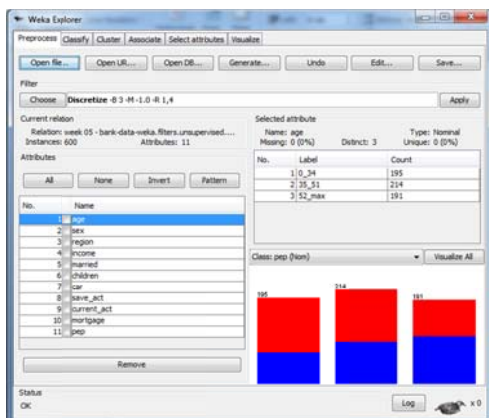 Weka Explorer
Preprocess Classify Cluster Associate Select attributes Visualize
Open file... Open UR... Open DB... Generate... Undo Edit... Save...
Filter
Choose Discretize -B 3 -M -1.0 -R 1,4 Apply
Current relation
Relation: week 05 - bank-data-weka.filters.unsupervised....
Instances: 600 Attributes: 11
Attributes
All None Invert Pattern
No. Name
1 age
2 sex
3 region
4 income
5 married
6 children
7 car
8 save_act
9 current_act
10 mortgage
11 pep
Remove
Selected attribute
Name: age Type: Nominal
Missing: 0 (0%) Distinct: 3 Unique: 0 (0%)
No. Label Count
1 0_34 195
2 35_51 214
3 52_max 191
Class: pep (Nom) Visualize All
195 214 191
Status
OK Log x 0